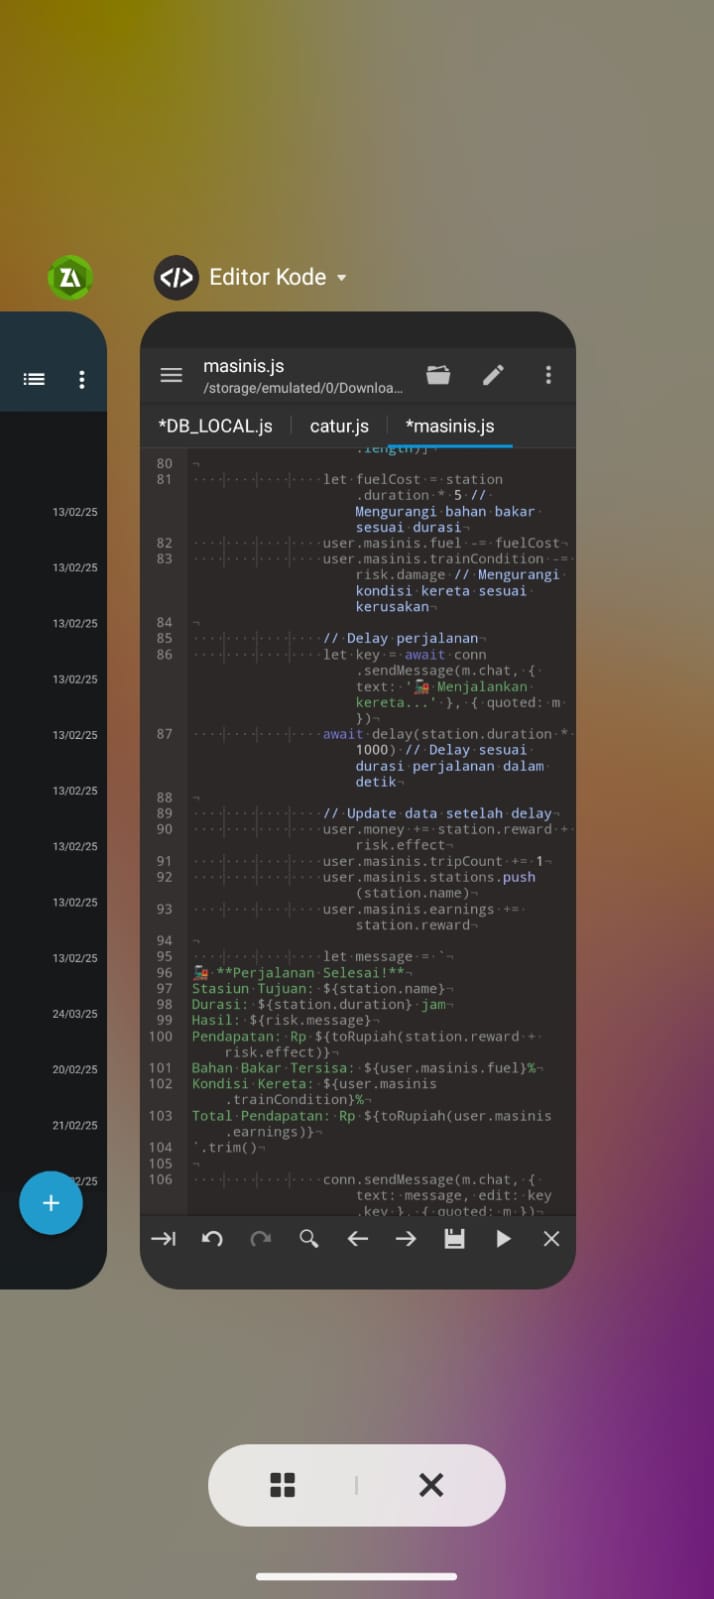 ZA
</> Editor Kode
masinis.js
/storage/emulated/0/Downloa...
*DB_LOCAL.js
catur.js
*masinis.js
.length)]
80
81 let fuelCost = station
.duration * 5 //
Mengurangi bahan bakar
sesuai durasi
82 user.masinis.fuel -= fuelCost
83 user.masinis.trainCondition -=
risk.damage // Mengurangi
kondisi kereta sesuai
kerusakan
84
85 // Delay perjalanan
86 let key = await conn
.sendMessage(m.chat, {
text: '🚂 Menjalankan
kereta...' }, { quoted: m
})
87 await delay(station.duration *
1000) // Delay sesuai
durasi perjalanan dalam
detik
88
89 // Update data setelah delay
90 user.money += station.reward +
risk.effect
91 user.masinis.tripCount += 1
92 user.masinis.stations.push
(station.name)
93 user.masinis.earnings +=
station.reward
94
95 let message = `
96 🚂 **Perjalanan Selesai!**
97 Stasiun Tujuan: ${station.name}
98 Durasi: ${station.duration} jam
99 Hasil: ${risk.message}
100 Pendapatan: Rp ${toRupiah(station.reward +
risk.effect)}
101 Bahan Bakar Tersisa: ${user.masinis.fuel}%
102 Kondisi Kereta: ${user.masinis
.trainCondition}%
103 Total Pendapatan: Rp ${toRupiah(user.masinis
.earnings)}
104 `.trim()
105
106 conn.sendMessage(m.chat, {
text: message, edit: key
.key }, { quoted: m })
13/02/25
13/02/25
13/02/25
13/02/25
13/02/25
13/02/25
13/02/25
13/02/25
13/02/25
24/03/25
20/02/25
21/02/25